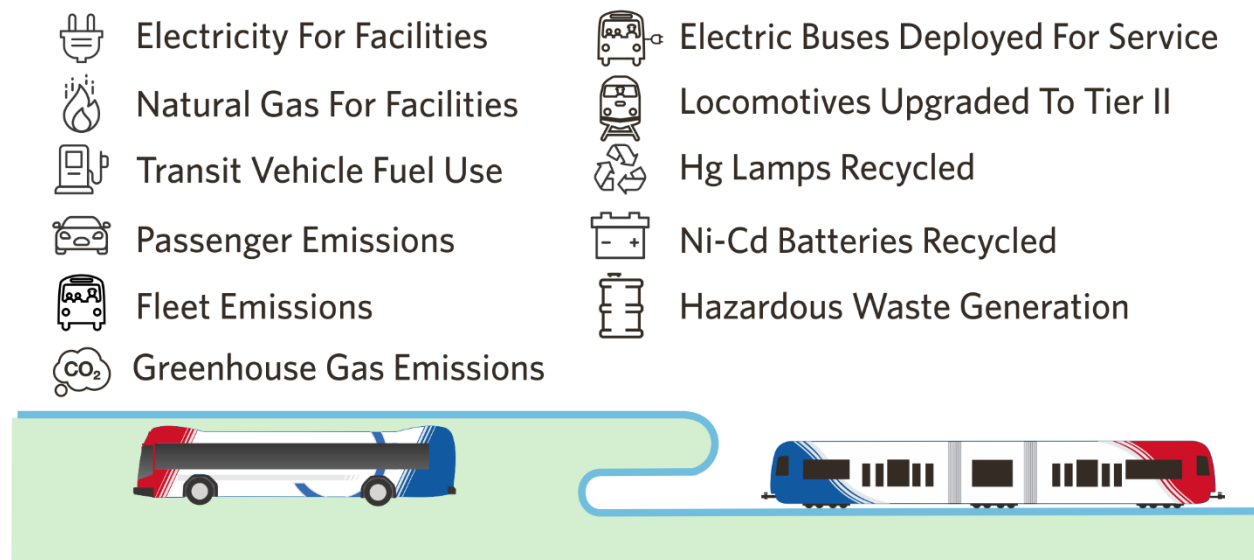 Electricity For Facilities
Natural Gas For Facilities
Transit Vehicle Fuel Use
Passenger Emissions
Fleet Emissions
CO₂
Greenhouse Gas Emissions
Electric Buses Deployed For Service
Locomotives Upgraded To Tier II
Hg Lamps Recycled
Ni-Cd Batteries Recycled
Hazardous Waste Generation